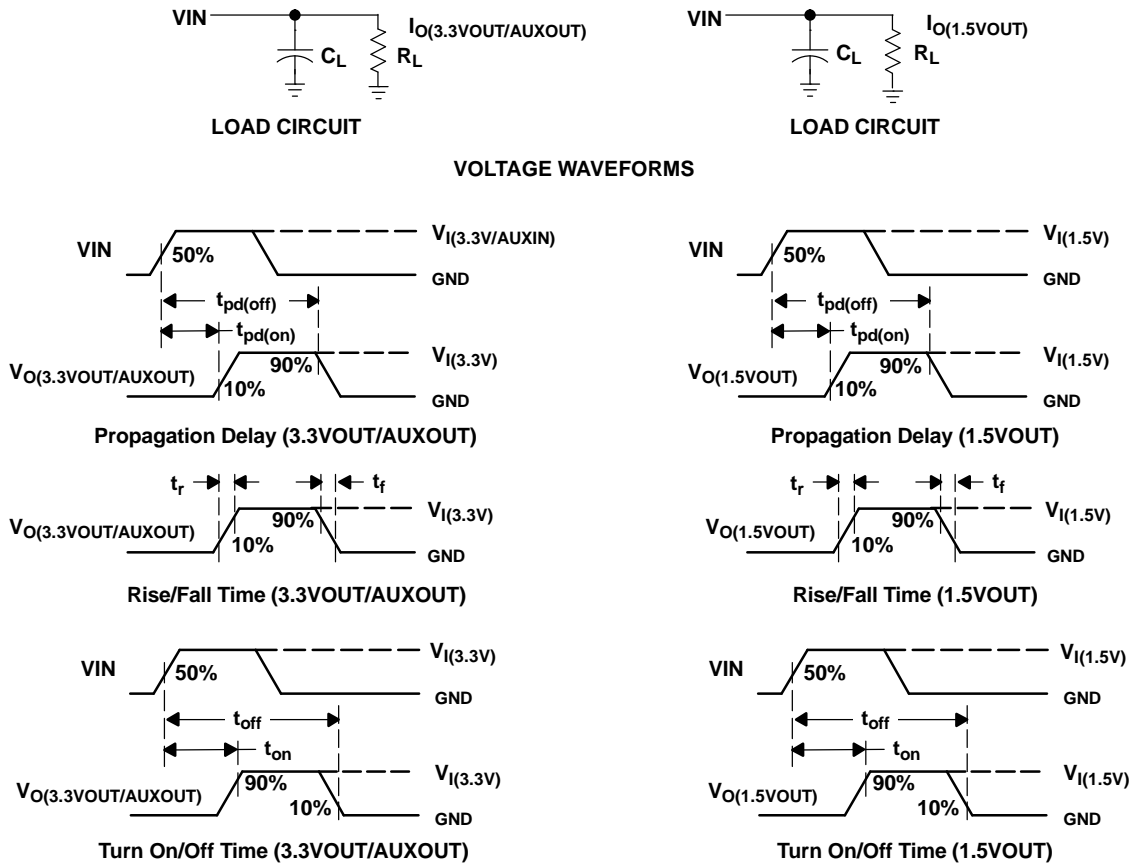 VIN
I_O(3.3VOUT/AUXOUT)
C_L
R_L
LOAD CIRCUIT
VIN
I_O(1.5VOUT)
C_L
R_L
LOAD CIRCUIT
VOLTAGE WAVEFORMS
VIN
50%
V_I(3.3V/AUXIN)
GND
t_pd(off)
t_pd(on)
V_O(3.3VOUT/AUXOUT)
10%
90%
V_I(3.3V)
GND
Propagation Delay (3.3VOUT/AUXOUT)
VIN
50%
V_I(1.5V)
GND
t_pd(off)
t_pd(on)
V_O(1.5VOUT)
10%
90%
V_I(1.5V)
GND
Propagation Delay (1.5VOUT)
t_r
t_f
V_O(3.3VOUT/AUXOUT)
10%
90%
V_I(3.3V)
GND
Rise/Fall Time (3.3VOUT/AUXOUT)
t_r
t_f
V_O(1.5VOUT)
10%
90%
V_I(1.5V)
GND
Rise/Fall Time (1.5VOUT)
VIN
50%
V_I(3.3V)
GND
t_off
t_on
V_O(3.3VOUT/AUXOUT)
90%
10%
V_I(3.3V)
GND
Turn On/Off Time (3.3VOUT/AUXOUT)
VIN
50%
V_I(1.5V)
GND
t_off
t_on
V_O(1.5VOUT)
90%
10%
V_I(1.5V)
GND
Turn On/Off Time (1.5VOUT)